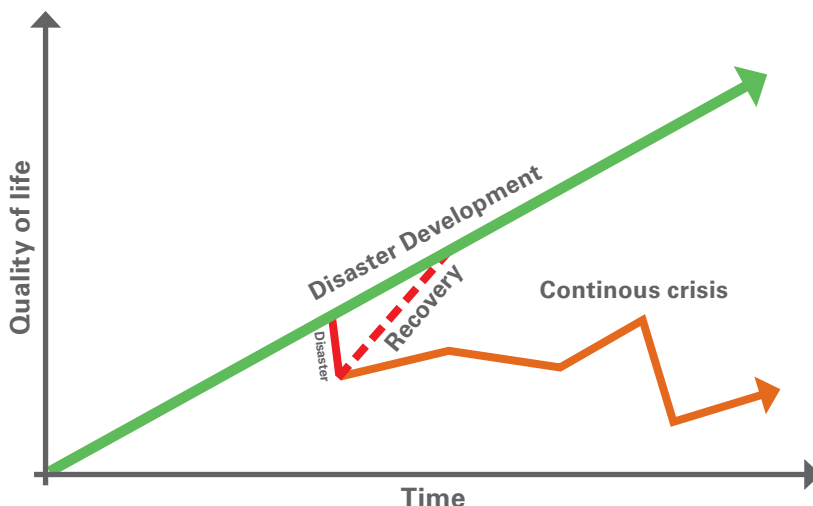 Quality of life
Disaster Development
Disaster
Recovery
Continous crisis
Time